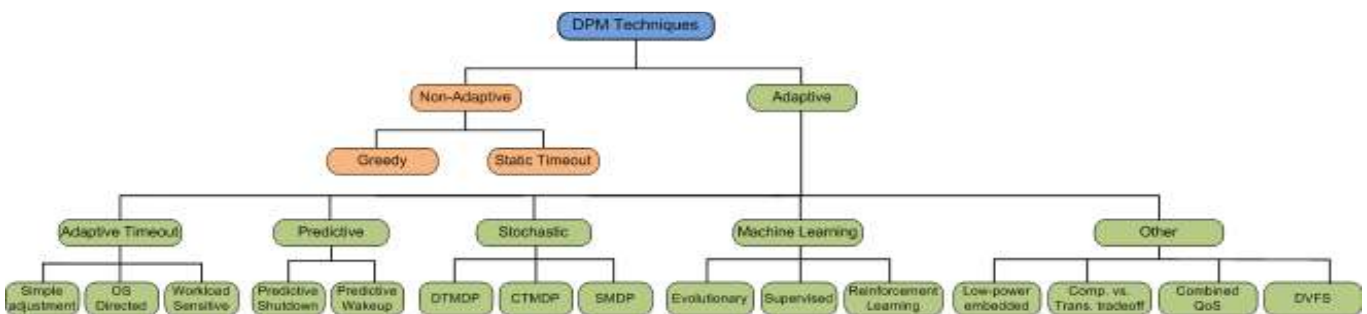 DPM Techniques
Non-Adaptive
Adaptive
Greedy
Static Timeout
Adaptive Timeout
Predictive
Stochastic
Machine Learning
Other
Simple
adjustment
OS
Directed
Workload
Sensitive
Predictive
Shutdown
Predictive
Wakeup
DTMDP
CTMDP
SMDP
Evolutionary
Supervised
Reinforcement
Learning
Low-power
embedded
Comp. vs.
Trans. tradeoff
Combined
QoS
DVFS